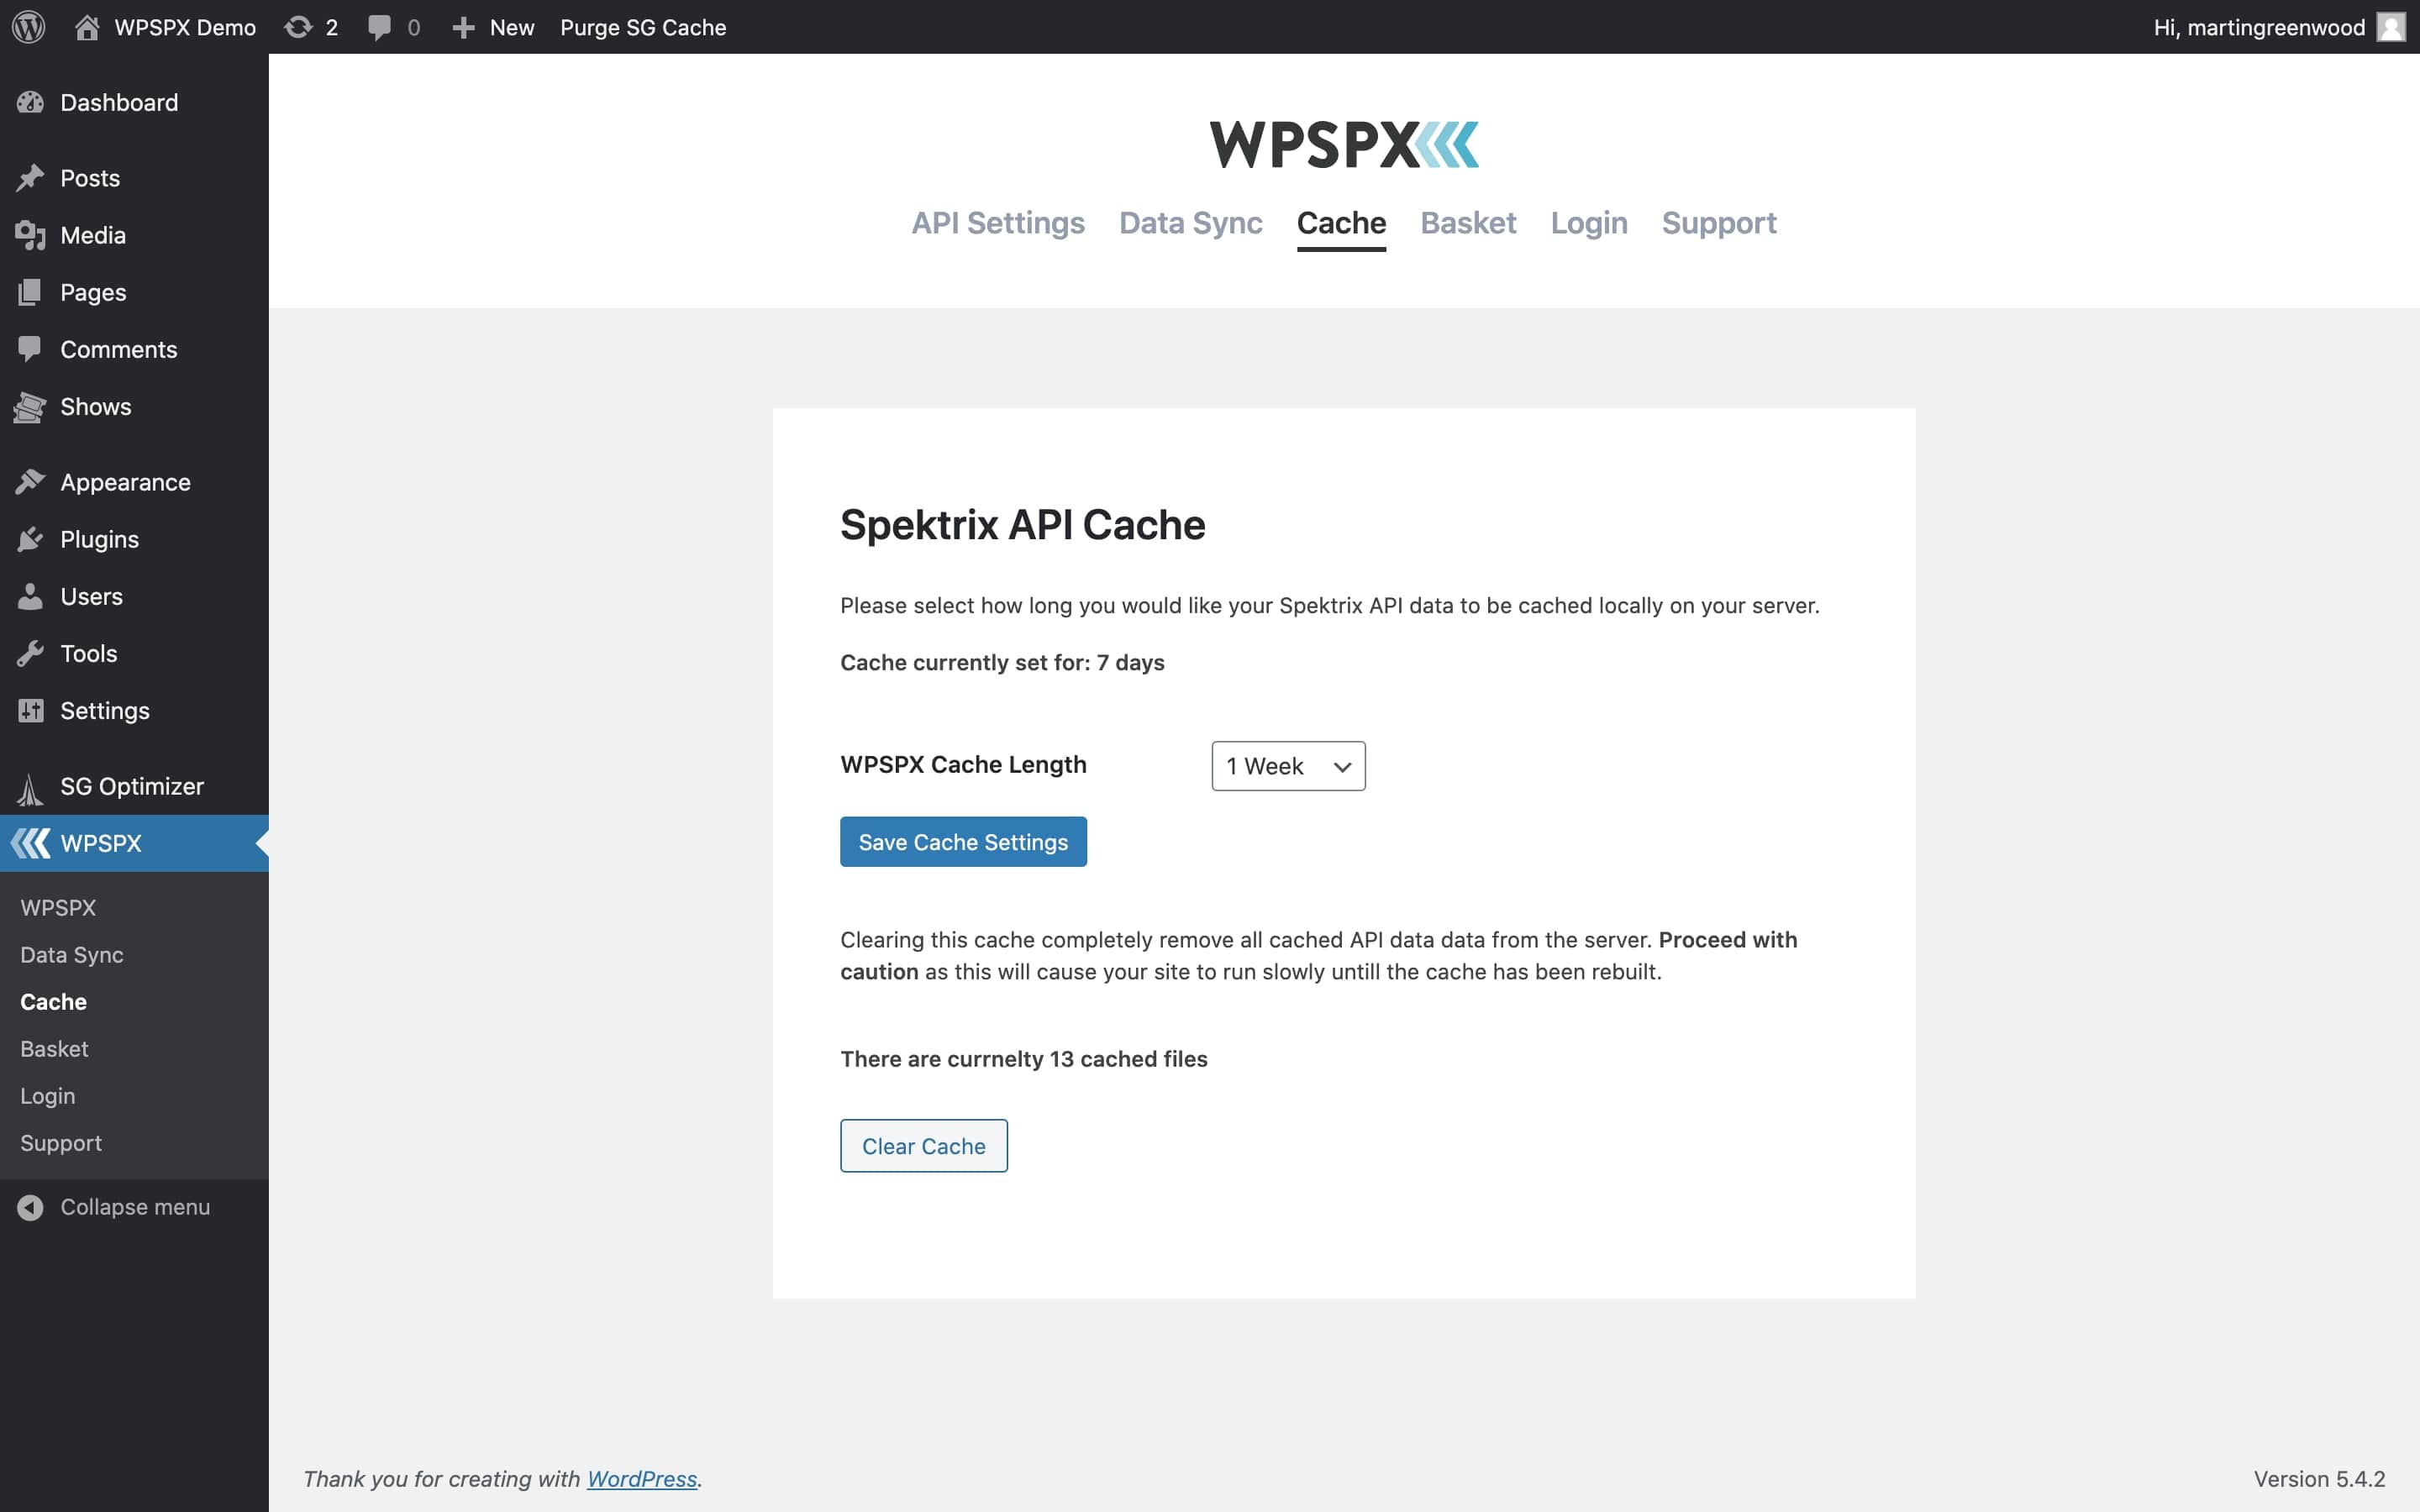 WPSPX Demo 2 0 New Purge SG Cache Hi, martingreenwood
Dashboard
Posts
Media
Pages
Comments
Shows
Appearance
Plugins
Users
Tools
Settings
SG Optimizer
WPSPX
WPSPX
Data Sync
Cache
Basket
Login
Support
Collapse menu
WPSPX
API Settings Data Sync Cache Basket Login Support
Spektrix API Cache
Please select how long you would like your Spektrix API data to be cached locally on your server.
Cache currently set for: 7 days
WPSPX Cache Length 1 Week
Save Cache Settings
Clearing this cache completely remove all cached API data data from the server. Proceed with
caution as this will cause your site to run slowly untill the cache has been rebuilt.
There are currnelty 13 cached files
Clear Cache
Thank you for creating with WordPress. Version 5.4.2